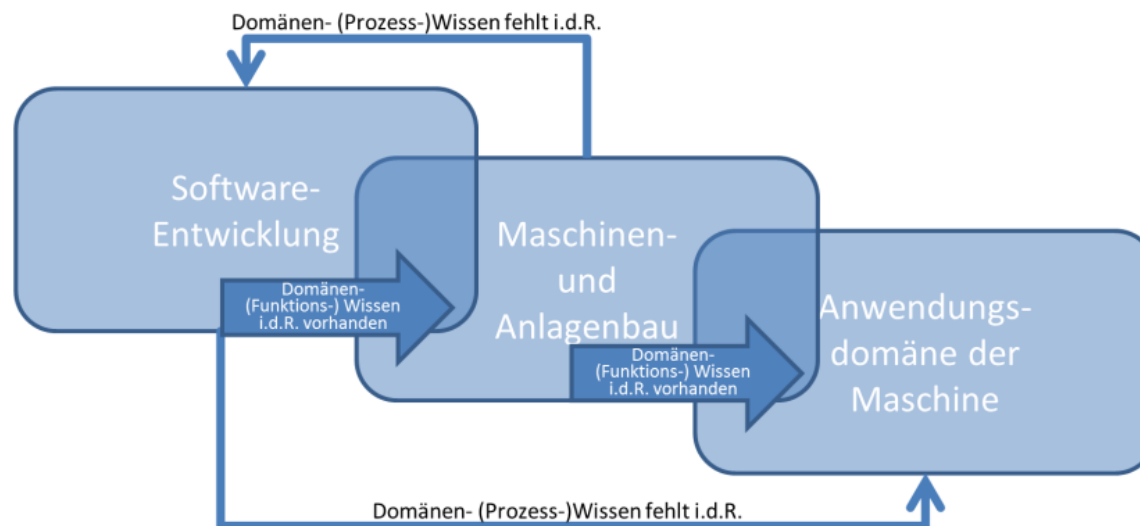 Domänen- (Prozess-)Wissen fehlt i.d.R.
Software-
Entwicklung
Domänen-
(Funktions-) Wissen
i.d.R. vorhanden
Maschinen-
und
Anlagenbau
Domänen-
(Funktions-) Wissen
i.d.R. vorhanden
Anwendungs-
domäne der
Maschine
Domänen- (Prozess-)Wissen fehlt i.d.R.